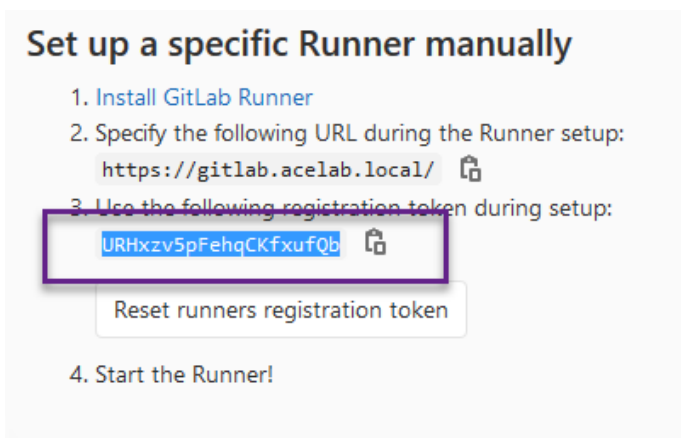 Set up a specific Runner manually
1. Install GitLab Runner
2. Specify the following URL during the Runner setup:
https://gitlab.acelab.local/
3. Use the following registration token during setup:
URHxzv5pFehqCKfxufQb
Reset runners registration token
4. Start the Runner!